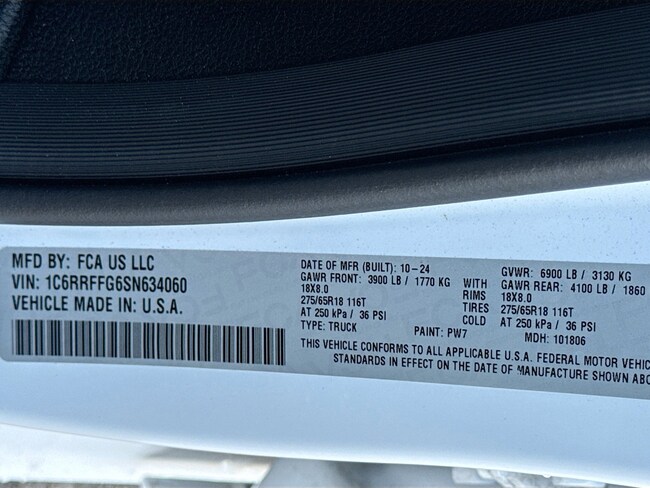 MFD BY: FCA US LLC
VIN: 1C6RRFFG6SN634060
VEHICLE MADE IN: U.S.A.
DATE OF MFR (BUILT): 10-24 GVWR: 6900 LB / 3130 KG
GAWR FRONT: 3900 LB / 1770 KG WITH GAWR REAR: 4100 LB / 1860
18X8.0 RIMS 18X8.0
275/65R18 116T TIRES 275/65R18 116T
AT 250 kPa / 36 PSI COLD AT 250 kPa / 36 PSI
TYPE: TRUCK PAINT: PW7 MDH: 101806
THIS VEHICLE CONFORMS TO ALL APPLICABLE U.S.A. FEDERAL MOTOR
STANDARDS IN EFFECT ON THE DATE OF MANUFACTURE SHOWN